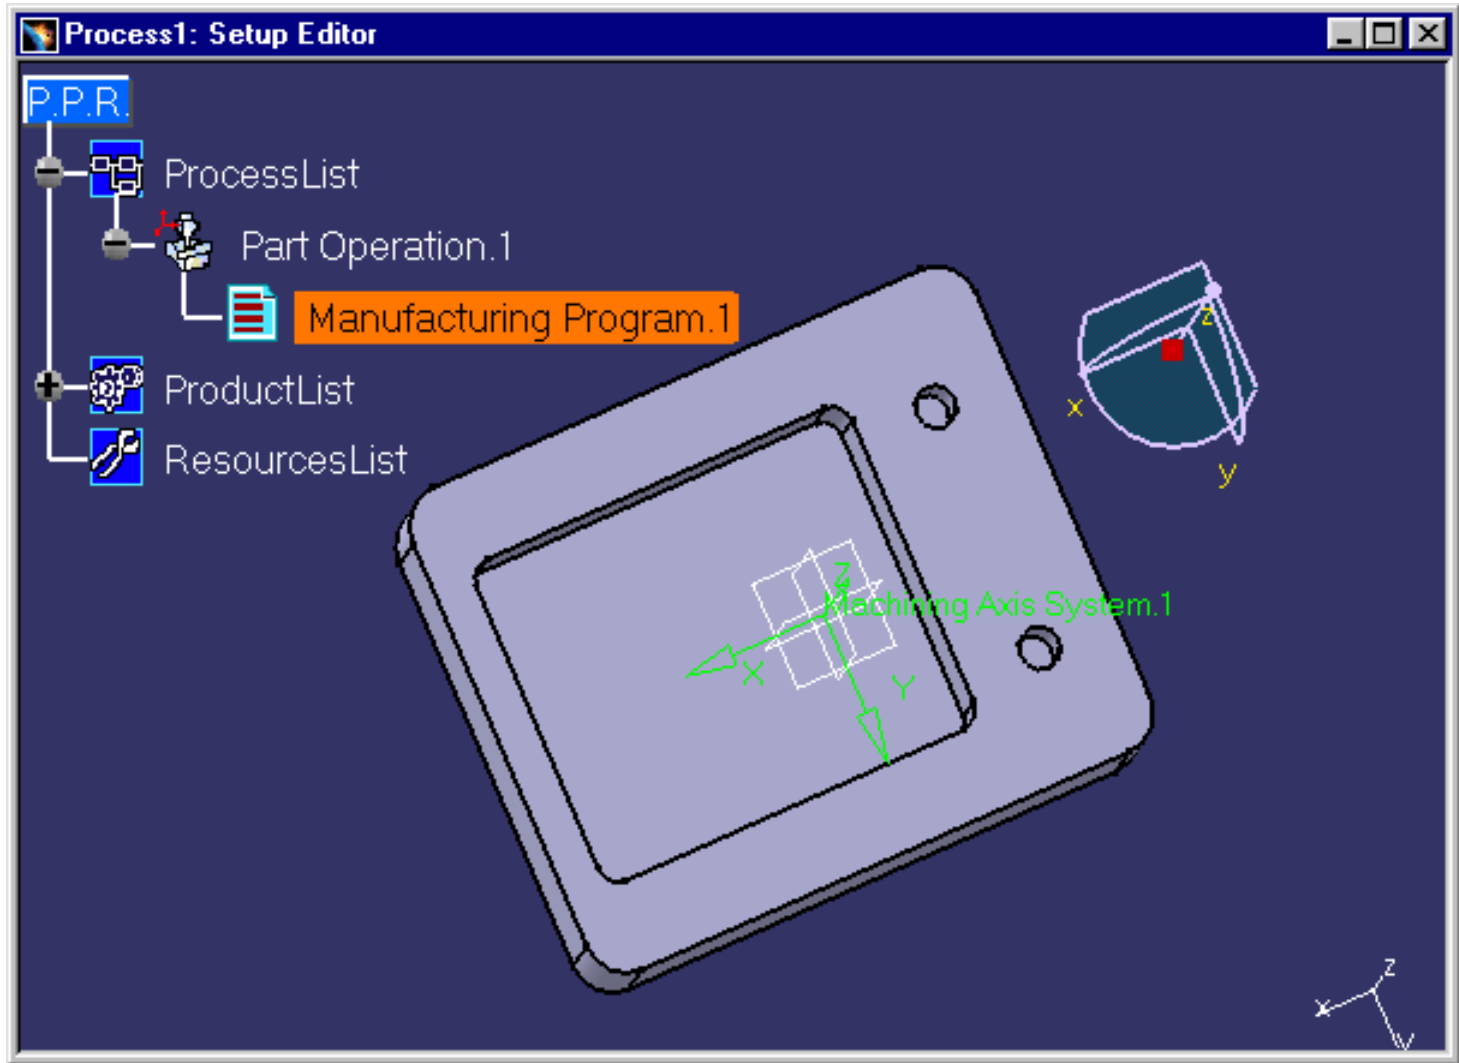 Process1: Setup Editor
P.P.R.
ProcessList
Part Operation.1
Manufacturing Program.1
ProductList
ResourcesList
z
x
y
Z
Machining Axis System.1
X
Y
z
x
y